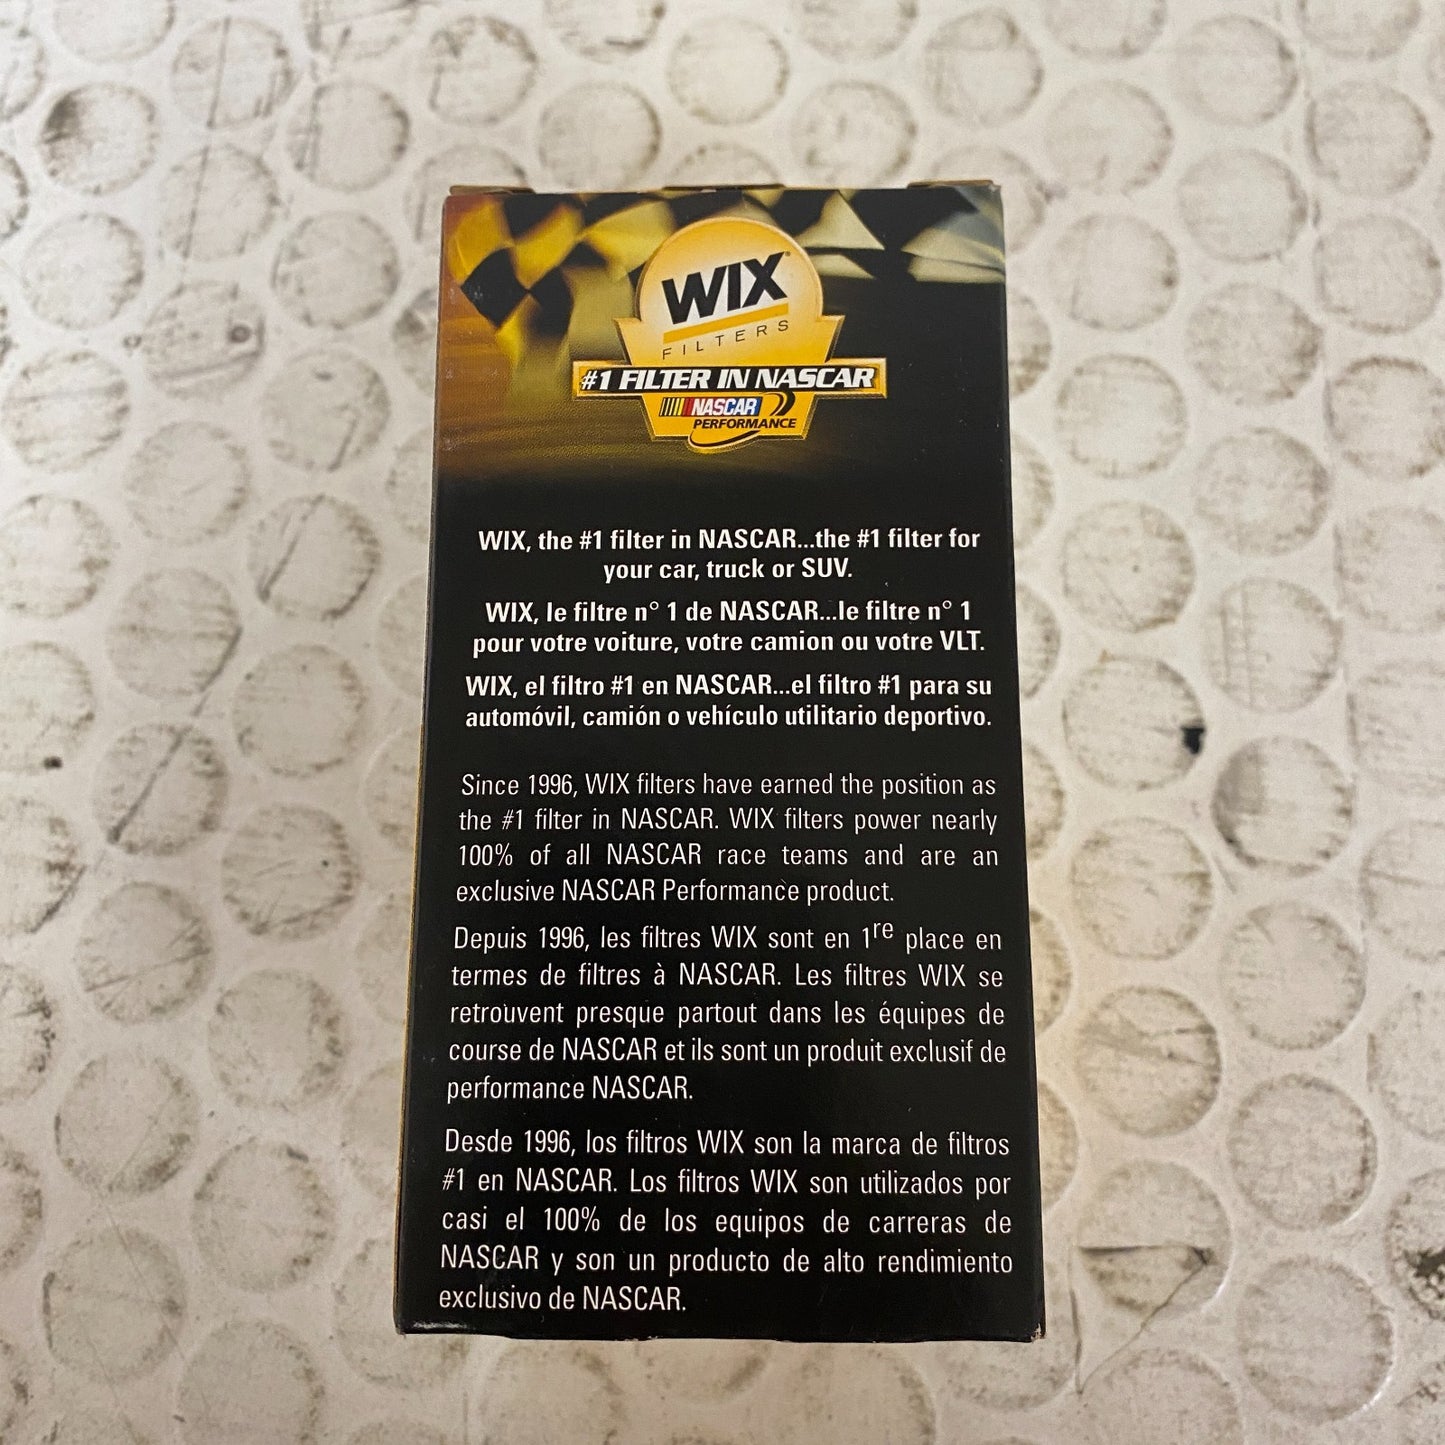 WIX®
FILTERS
#1 FILTER IN NASCAR
NASCAR
PERFORMANCE
WIX, the #1 filter in NASCAR...the #1 filter for
your car, truck or SUV.
WIX, le filtre n° 1 de NASCAR...le filtre n° 1
pour votre voiture, votre camion ou votre VLT.
WIX, el filtro #1 en NASCAR...el filtro #1 para su
automóvil, camión o vehículo utilitario deportivo.
Since 1996, WIX filters have earned the position as
the #1 filter in NASCAR. WIX filters power nearly
100% of all NASCAR race teams and are an
exclusive NASCAR Performance product.
Depuis 1996, les filtres WIX sont en 1re place en
termes de filtres à NASCAR. Les filtres WIX se
retrouvent presque partout dans les équipes de
course de NASCAR et ils sont un produit exclusif de
performance NASCAR.
Desde 1996, los filtros WIX son la marca de filtros
#1 en NASCAR. Los filtros WIX son utilizados por
casi el 100% de los equipos de carreras de
NASCAR y son un producto de alto rendimiento
exclusivo de NASCAR.